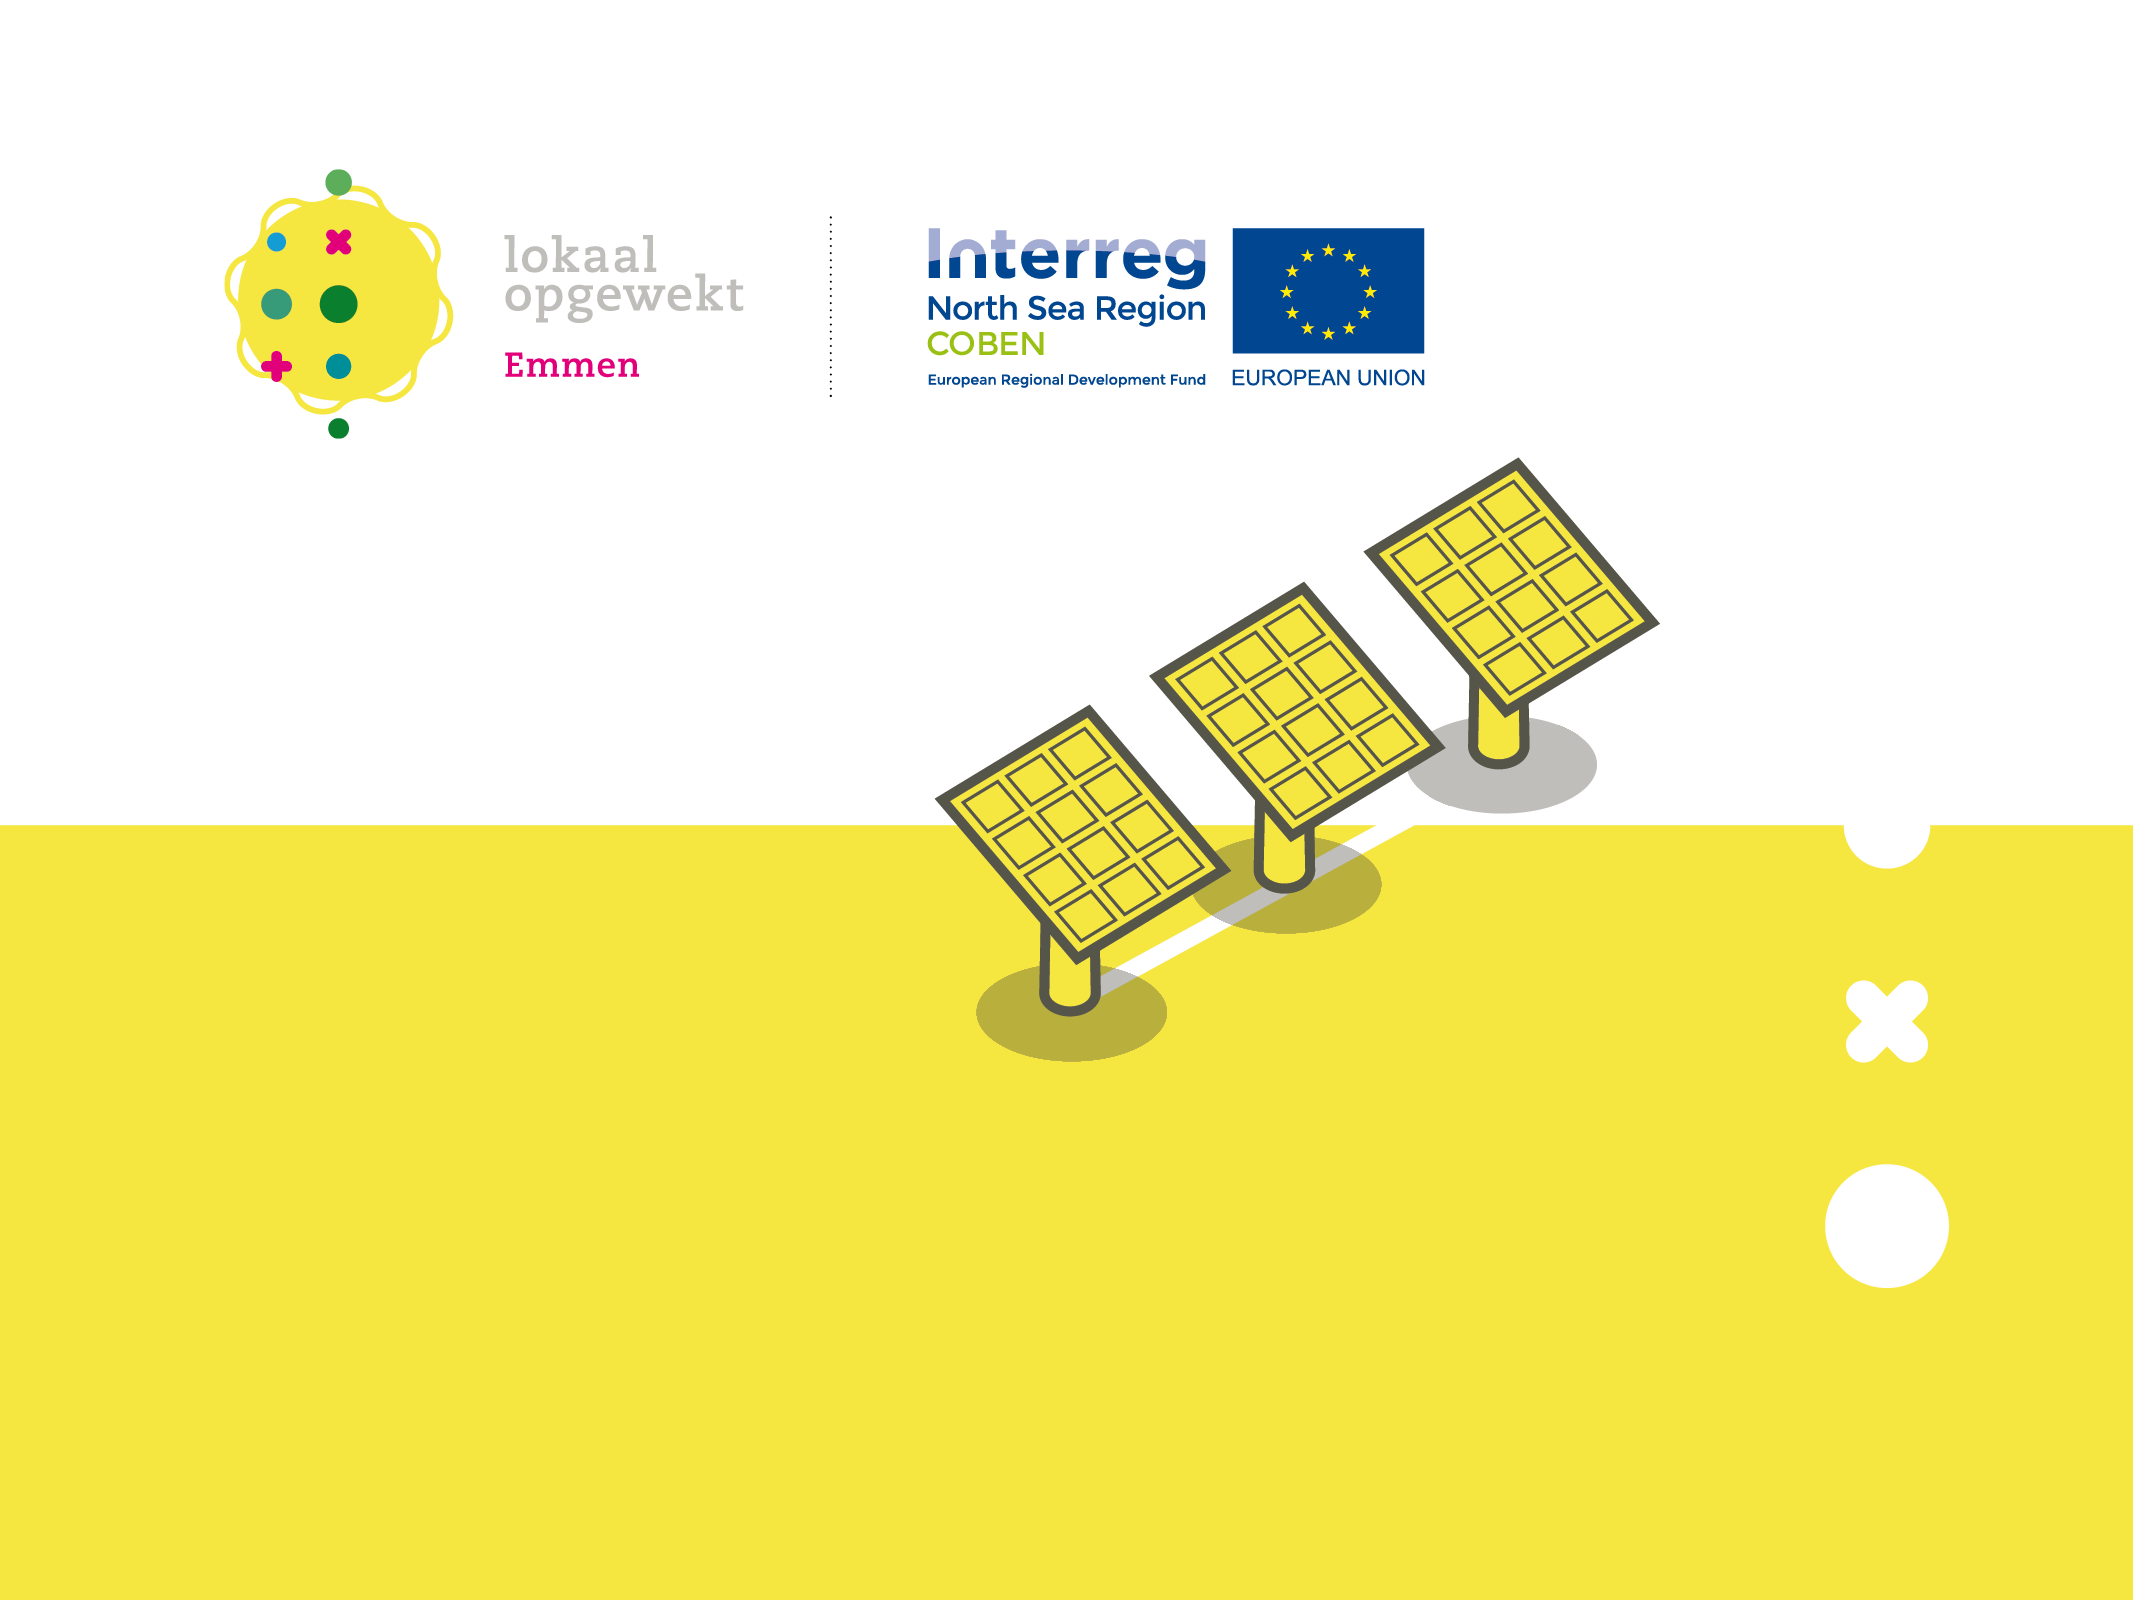 lokaal
opgewekt
Emmen
Interreg
North Sea Region
COBEN
European Regional Development Fund
EUROPEAN UNION